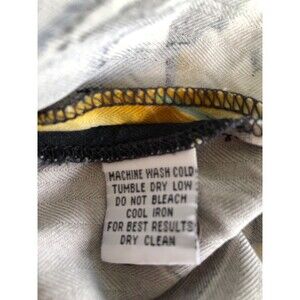 MACHINE WASH COLD
TUMBLE DRY LOW
DO NOT BLEACH
COOL IRON
FOR BEST RESULTS
DRY CLEAN